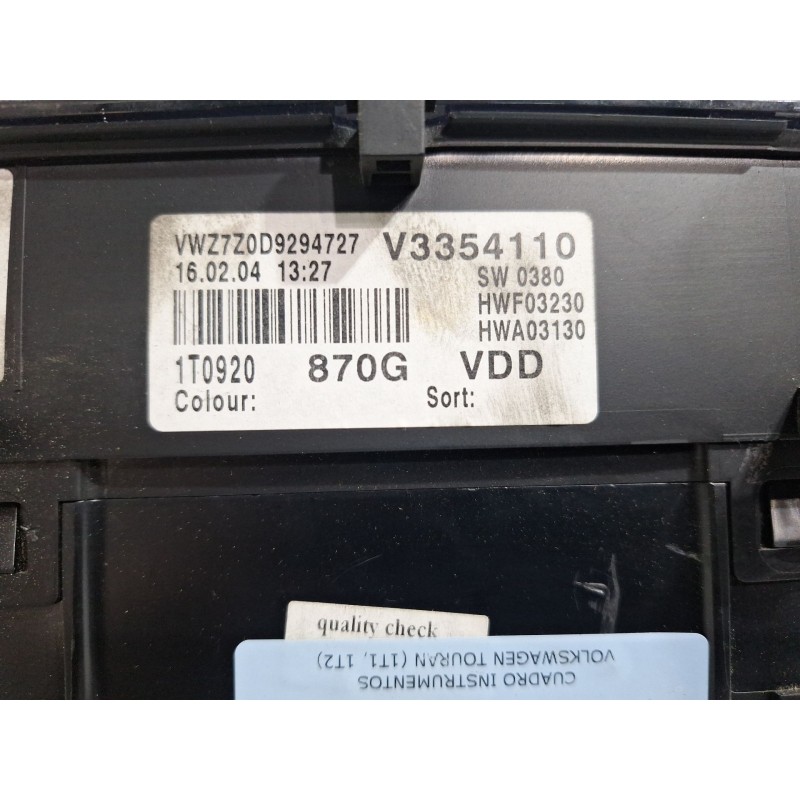 VWZ7Z0D9294727 V3354110
16.02.04 13:27 SW 0380
HWF03230
HWA03130
1T0920 870G VDD
Colour: Sort:
quality check
CUADRO INSTRUMENTOS
VOLKSWAGEN TOURAN (1T1, 1T2)